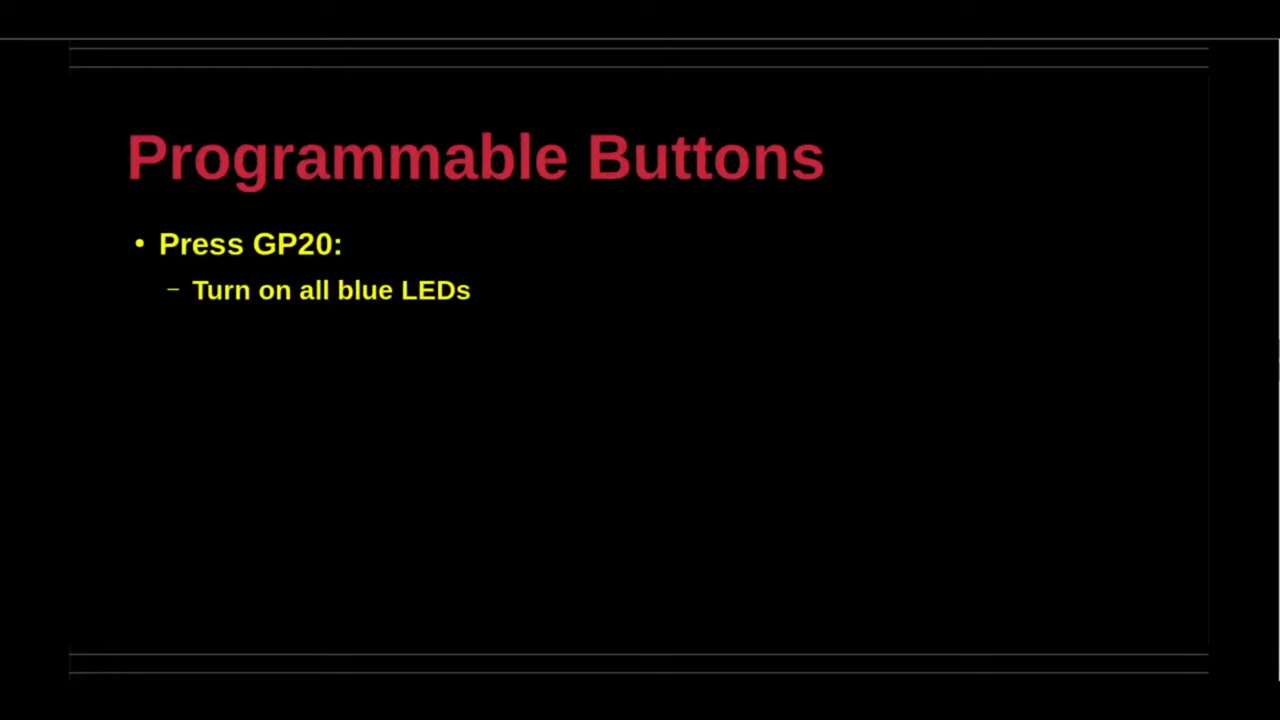 Programmable Buttons
• Press GP20:
– Turn on all blue LEDs